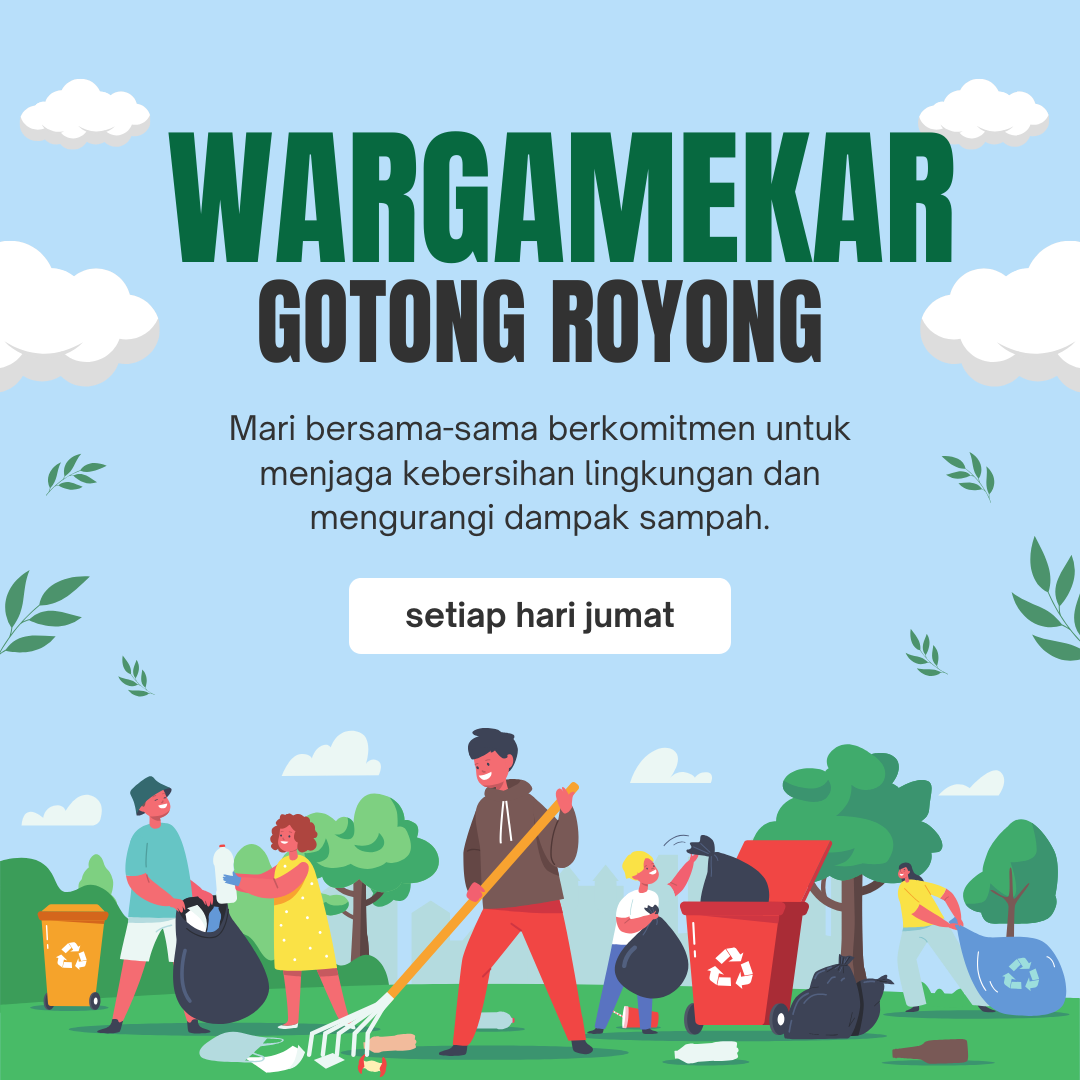 WARGAMEKAR
GOTONG ROYONG
Mari bersama-sama berkomitmen untuk
menjaga kebersihan lingkungan dan
mengurangi dampak sampah.
setiap hari jumat